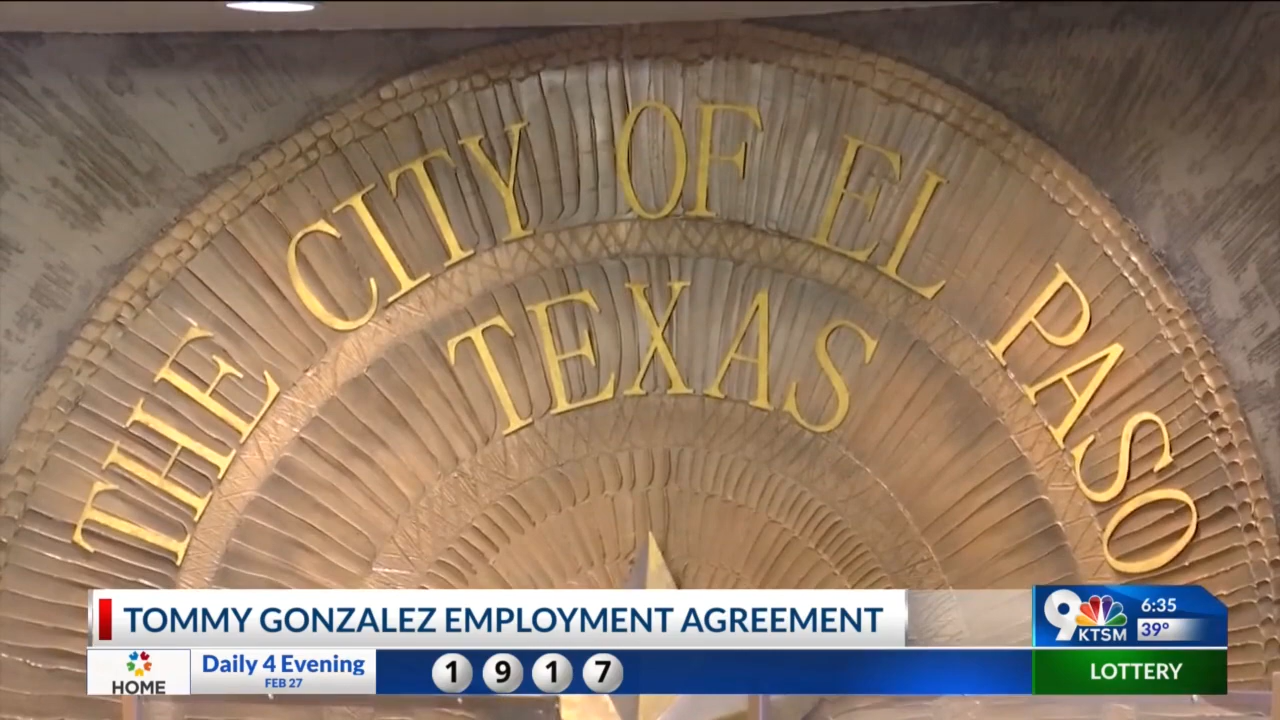 THE CITY OF EL PASO
TEXAS
TOMMY GONZALEZ EMPLOYMENT AGREEMENT
9 KTSM
6:35
39°
HOME
Daily 4 Evening
FEB 27
1 9 1 7
LOTTERY